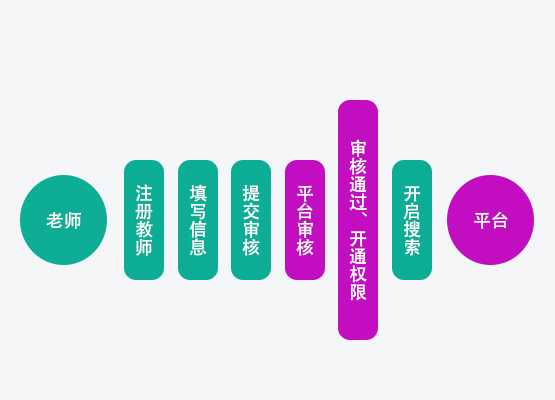 老师
注册教师
填写信息
提交审核
平台审核
审核通过、开通权限
开启搜索
平台